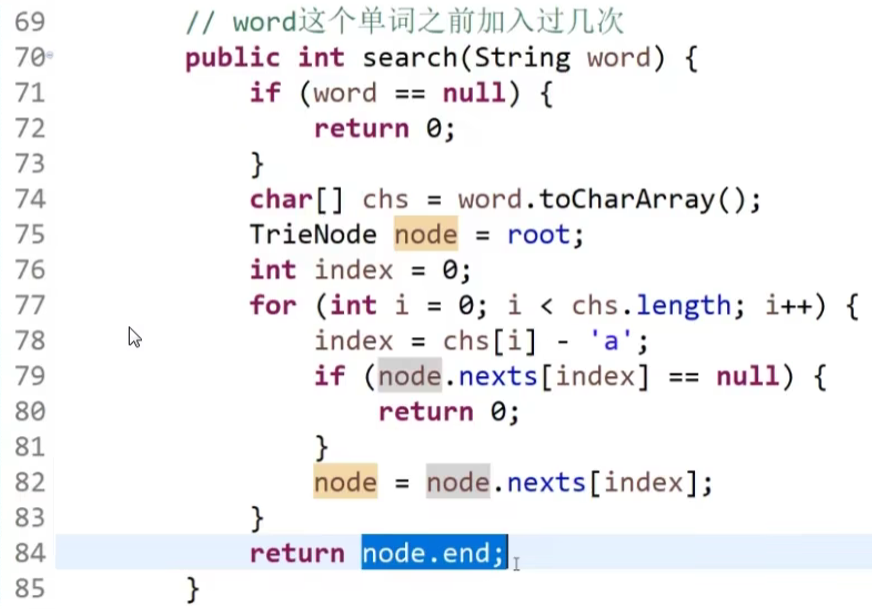 69 // word这个单词之前加入过几次
70 public int search(String word) {
71 if (word == null) {
72 return 0;
73 }
74 char[] chs = word.toCharArray();
75 TrieNode node = root;
76 int index = 0;
77 for (int i = 0; i < chs.length; i++) {
78 index = chs[i] - 'a';
79 if (node.nexts[index] == null) {
80 return 0;
81 }
82 node = node.nexts[index];
83 }
84 return node.end;
85 }